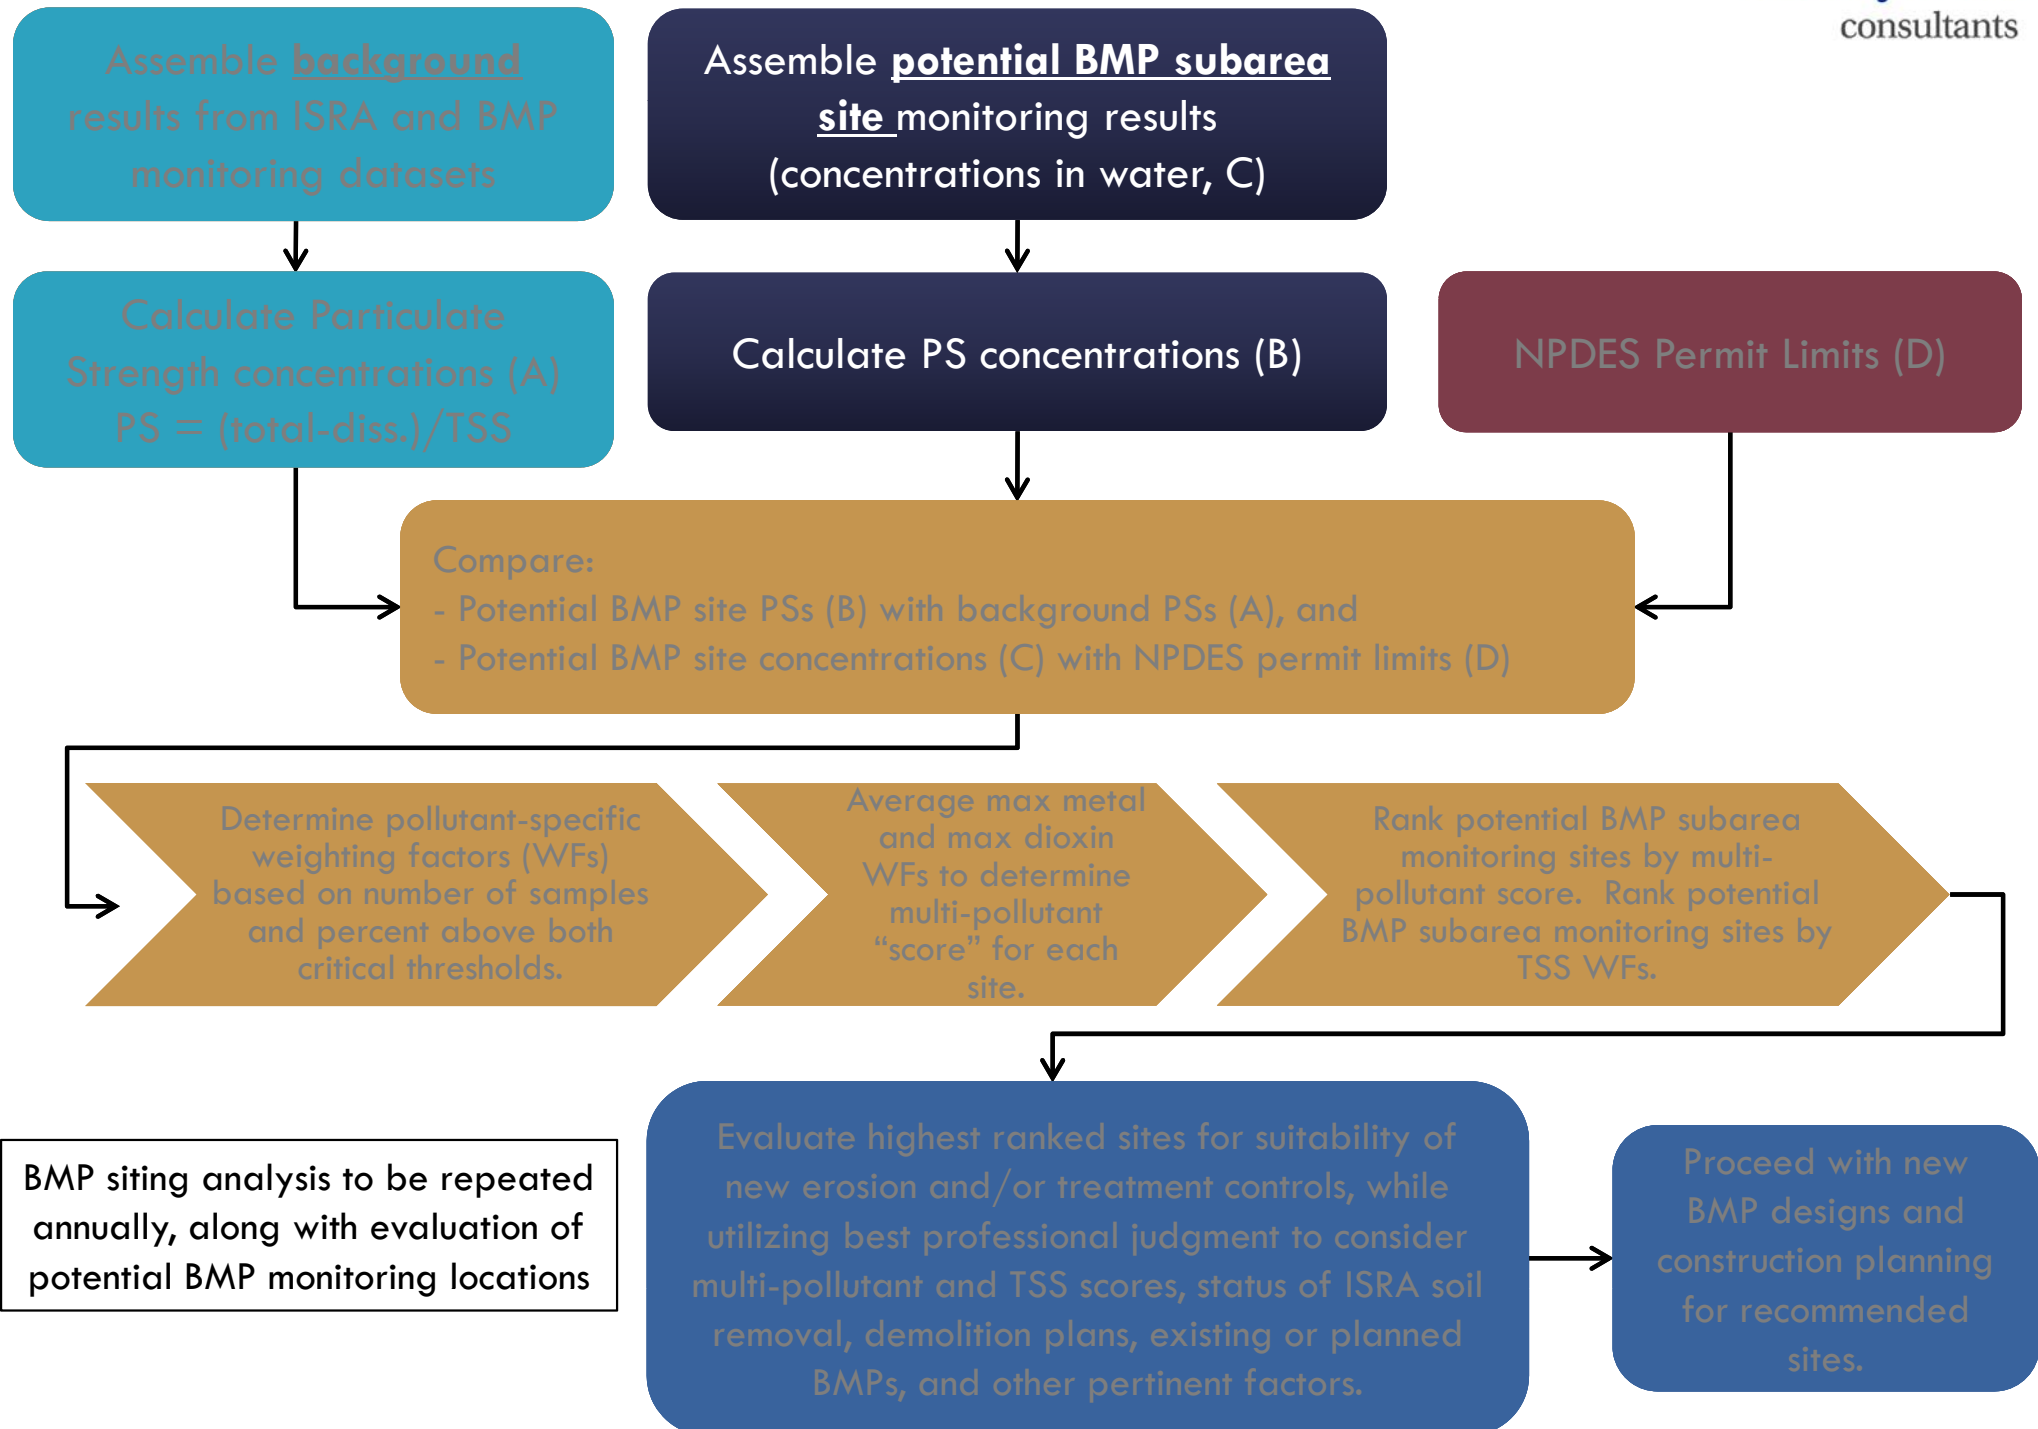 consultants
Assemble background
results from ISRA and BMP
monitoring datasets
Assemble potential BMP subarea
site monitoring results
(concentrations in water, C)
Calculate Particulate
Strength concentrations (A)
PS = (total-diss.)/TSS
Calculate PS concentrations (B)
NPDES Permit Limits (D)
Compare:
- Potential BMP site PSs (B) with background PSs (A), and
- Potential BMP site concentrations (C) with NPDES permit limits (D)
Determine pollutant-specific
weighting factors (WFs)
based on number of samples
and percent above both
critical thresholds.
Average max metal
and max dioxin
WFs to determine
multi-pollutant
“score” for each
site.
Rank potential BMP subarea
monitoring sites by multi-
pollutant score.  Rank potential
BMP subarea monitoring sites by
TSS WFs.
BMP siting analysis to be repeated
annually, along with evaluation of
potential BMP monitoring locations
Evaluate highest ranked sites for suitability of
new erosion and/or treatment controls, while
utilizing best professional judgment to consider
multi-pollutant and TSS scores, status of ISRA soil
removal, demolition plans, existing or planned
BMPs, and other pertinent factors.
Proceed with new
BMP designs and
construction planning
for recommended
sites.